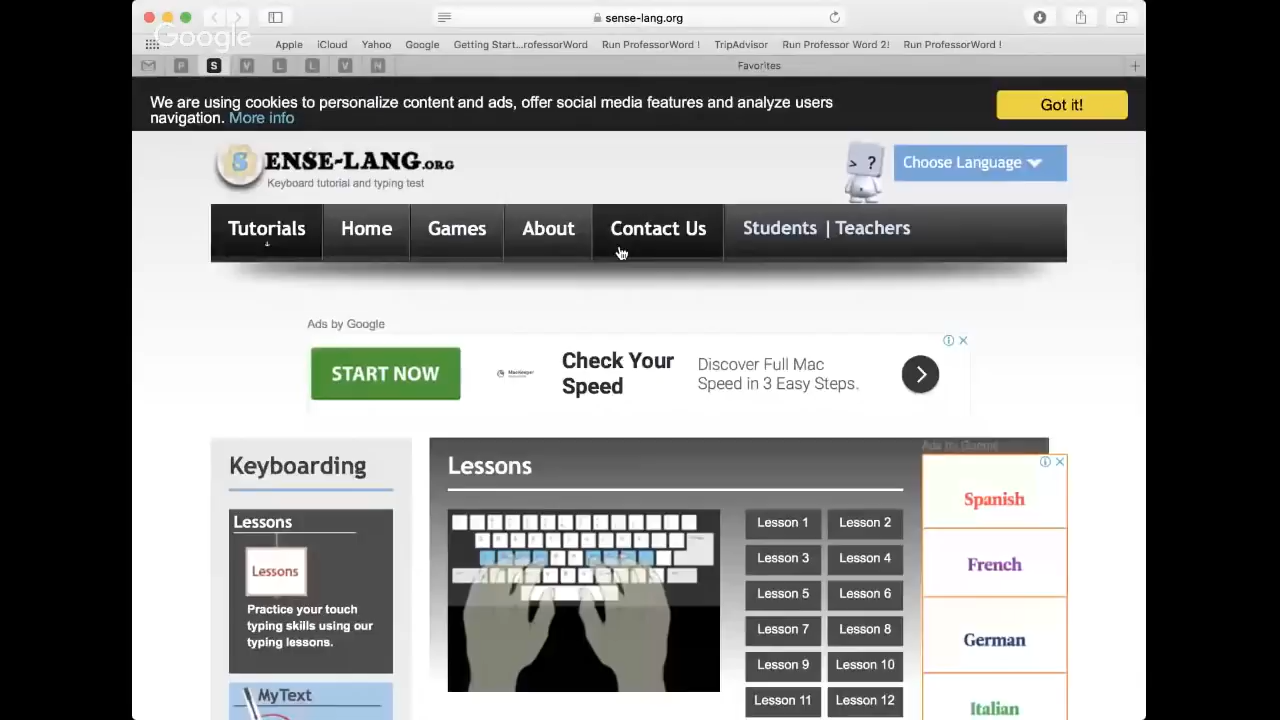 sense-lang.org
Google
Apple iCloud Yahoo Google Getting Start...rofessorWord Run ProfessorWord ! TripAdvisor Run Professor Word 2! Run ProfessorWord !
P S V L L V N Favorites
We are using cookies to personalize content and ads, offer social media features and analyze users
navigation. More info
Got it!
SENSE-LANG.ORG
Keyboard tutorial and typing test
> ?
Choose Language
Tutorials Home Games About Contact Us Students | Teachers
Ads by Google
START NOW
Check Your
Speed
Discover Full Mac
Speed in 3 Easy Steps.
Keyboarding
Lessons
Lessons
Practice your touch
typing skills using our
typing lessons.
MyText
Lessons
Lesson 1 Lesson 2
Lesson 3 Lesson 4
Lesson 5 Lesson 6
Lesson 7 Lesson 8
Lesson 9 Lesson 10
Lesson 11 Lesson 12
Ads by Google
Spanish
French
German
Italian